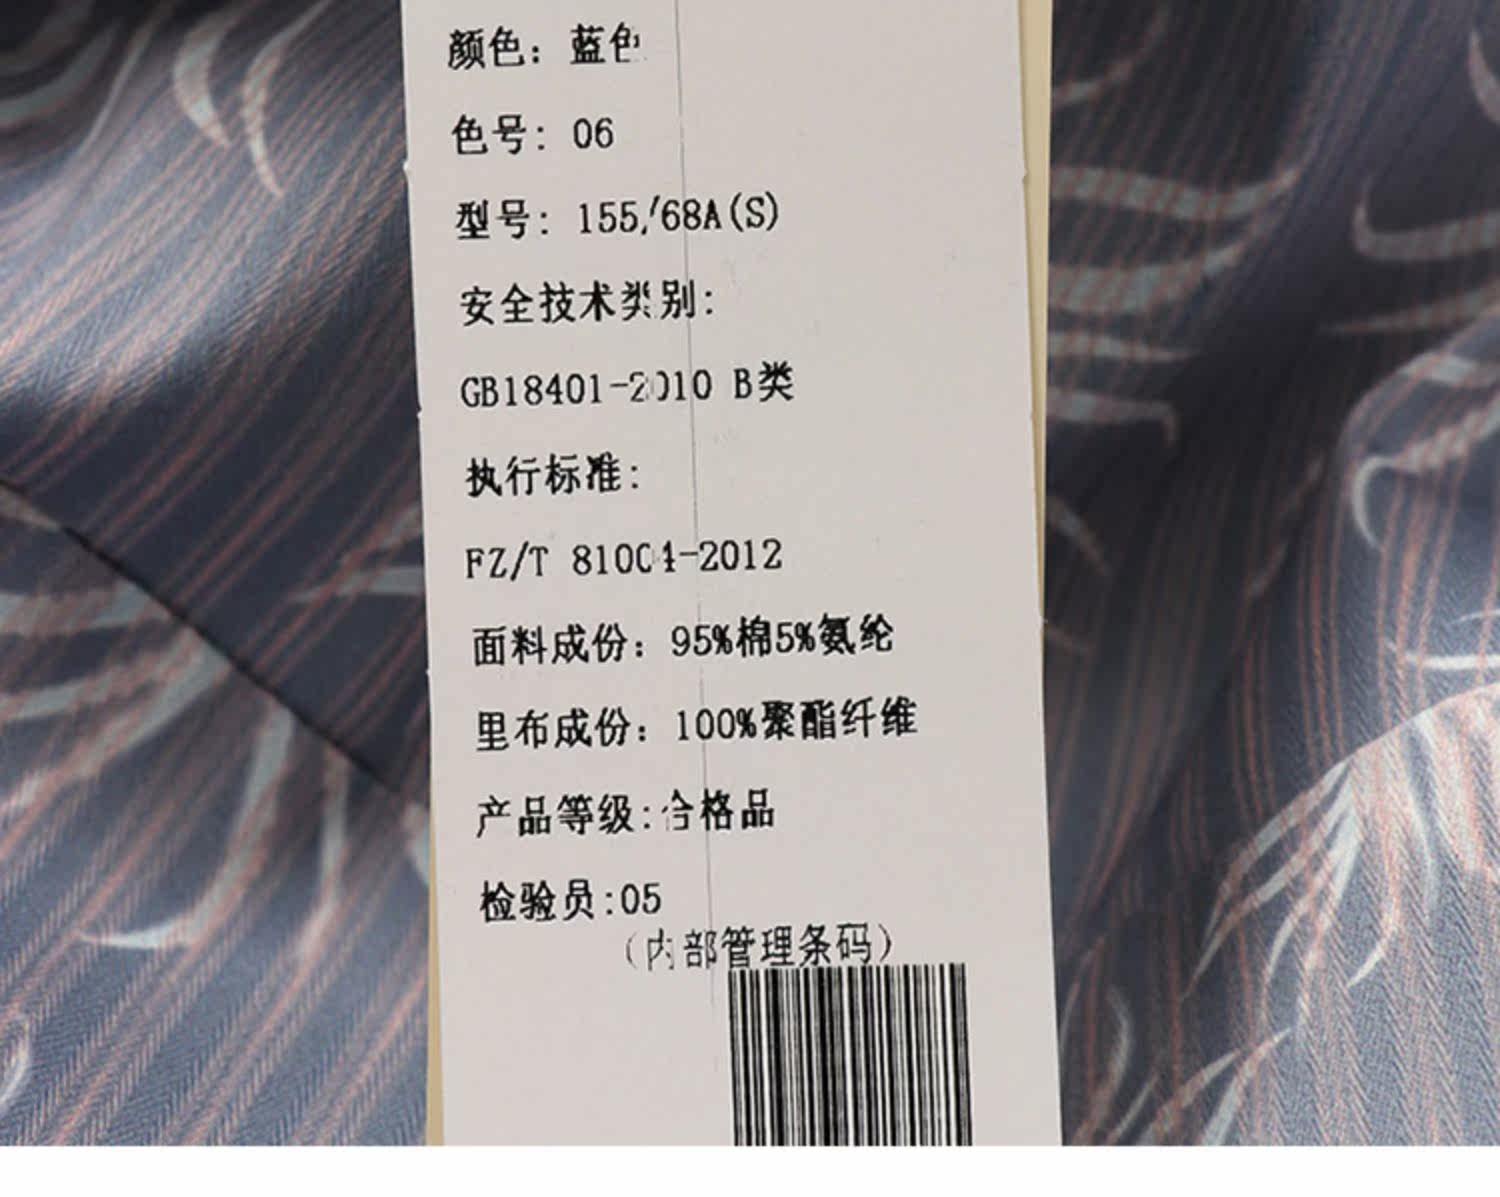 颜色：蓝色
色号：06
型号：155/68A(S)
安全技术类别：
GB18401-2010 B类
执行标准：
FZ/T 81004-2012
面料成份：95%棉5%氨纶
里布成份：100%聚酯纤维
产品等级:合格品
检验员:05
（内部管理条码）